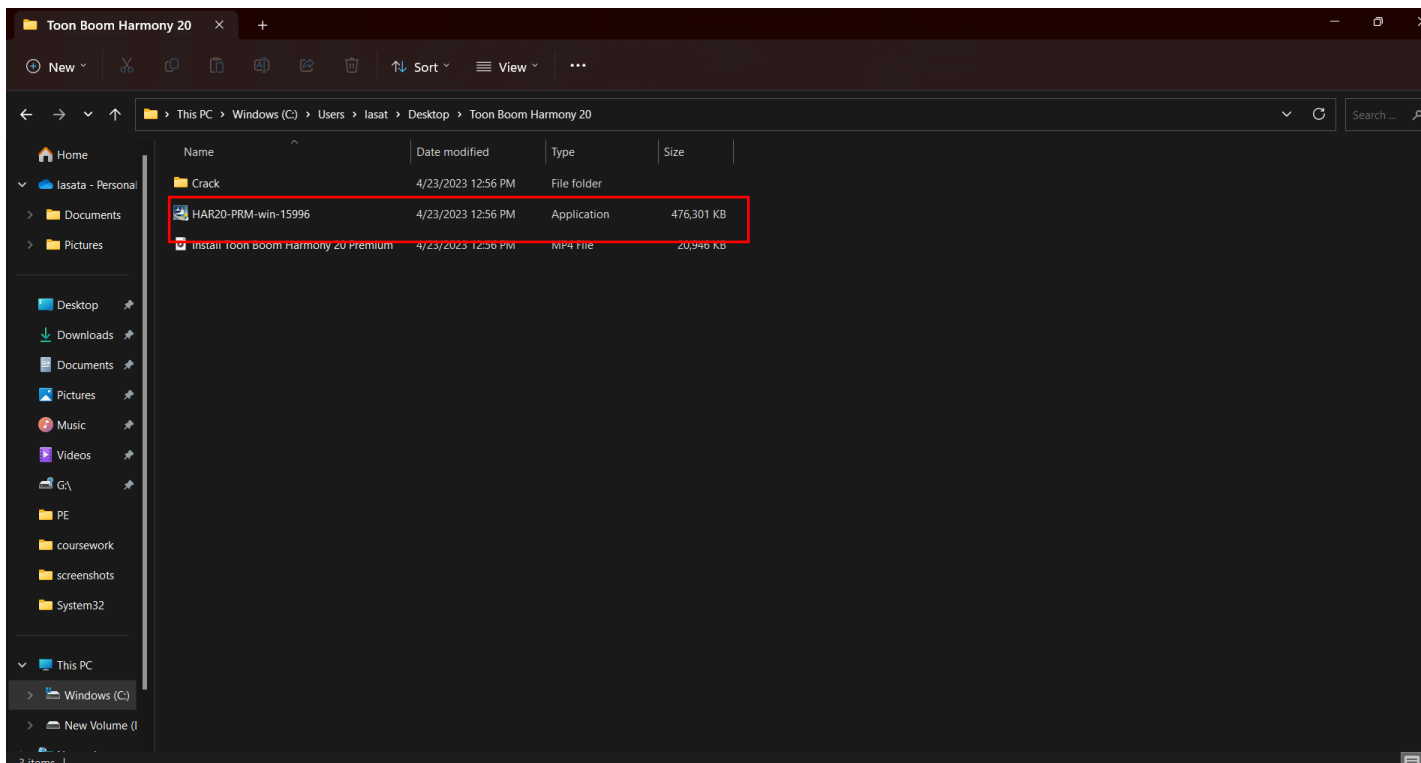 Toon Boom Harmony 20
New
Sort
View
This PC > Windows (C:) > Users > lasat > Desktop > Toon Boom Harmony 20
Search ...
Home
lasata - Personal
Documents
Pictures
Desktop
Downloads
Documents
Pictures
Music
Videos
G:\
PE
coursework
screenshots
System32
This PC
Windows (C:)
New Volume (
Name Date modified Type Size
Crack 4/23/2023 12:56 PM File folder
HAR20-PRM-win-15996 4/23/2023 12:56 PM Application 476,301 KB
Install Toon Boom Harmony 20 Premium 4/23/2023 12:56 PM MP4 File 20,946 KB
3 items